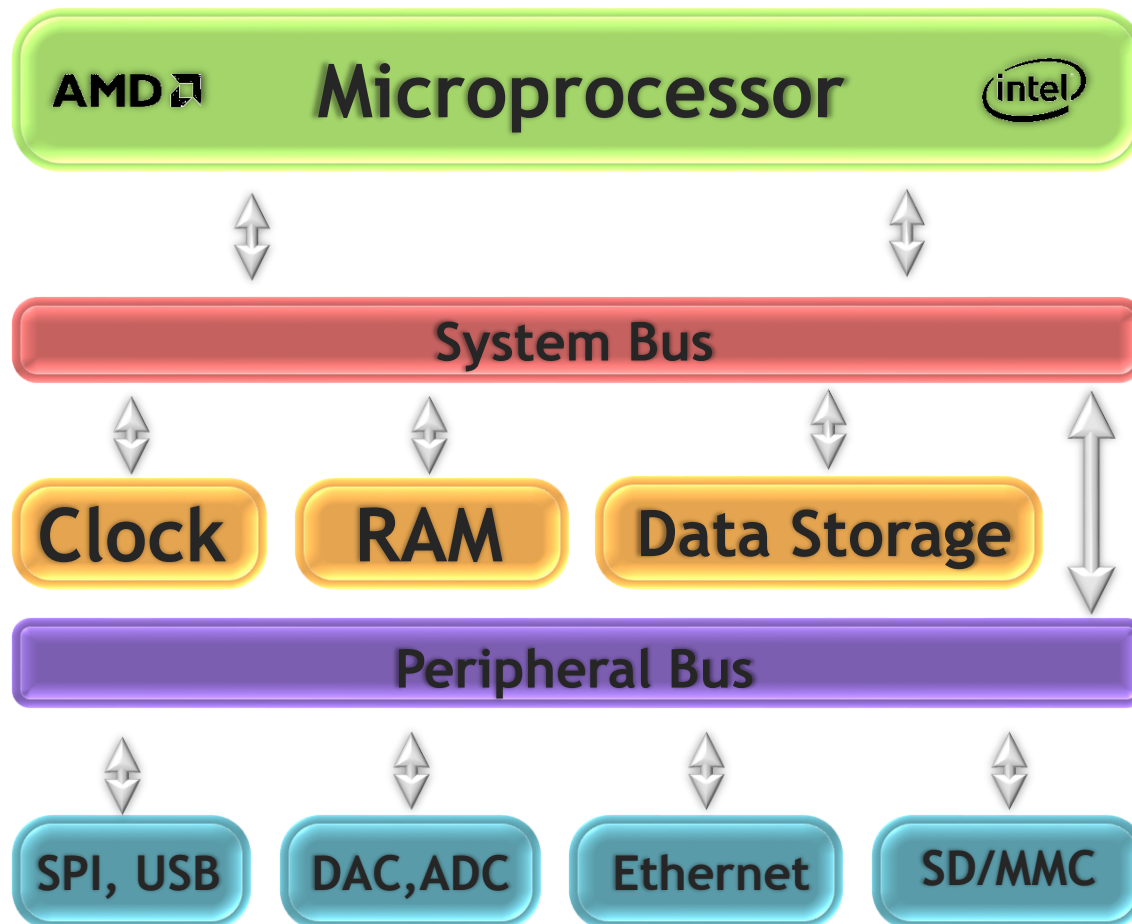 AMD Microprocessor intel
System Bus
Clock RAM Data Storage
Peripheral Bus
SPI, USB DAC,ADC Ethernet SD/MMC